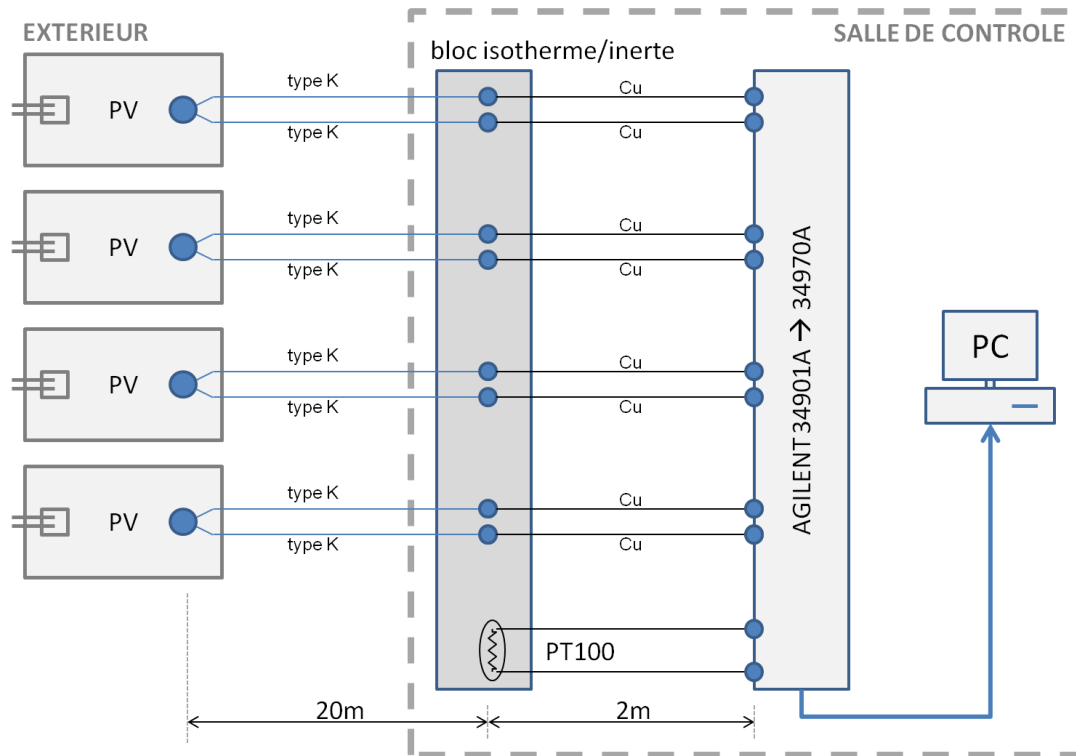 EXTERIEUR
SALLE DE CONTROLE
bloc isotherme/inerte
PV
type K
type K
Cu
Cu
PV
type K
type K
Cu
Cu
PV
type K
type K
Cu
Cu
PV
type K
type K
Cu
Cu
PT100
AGILENT 34901A → 34970A
PC
20m
2m